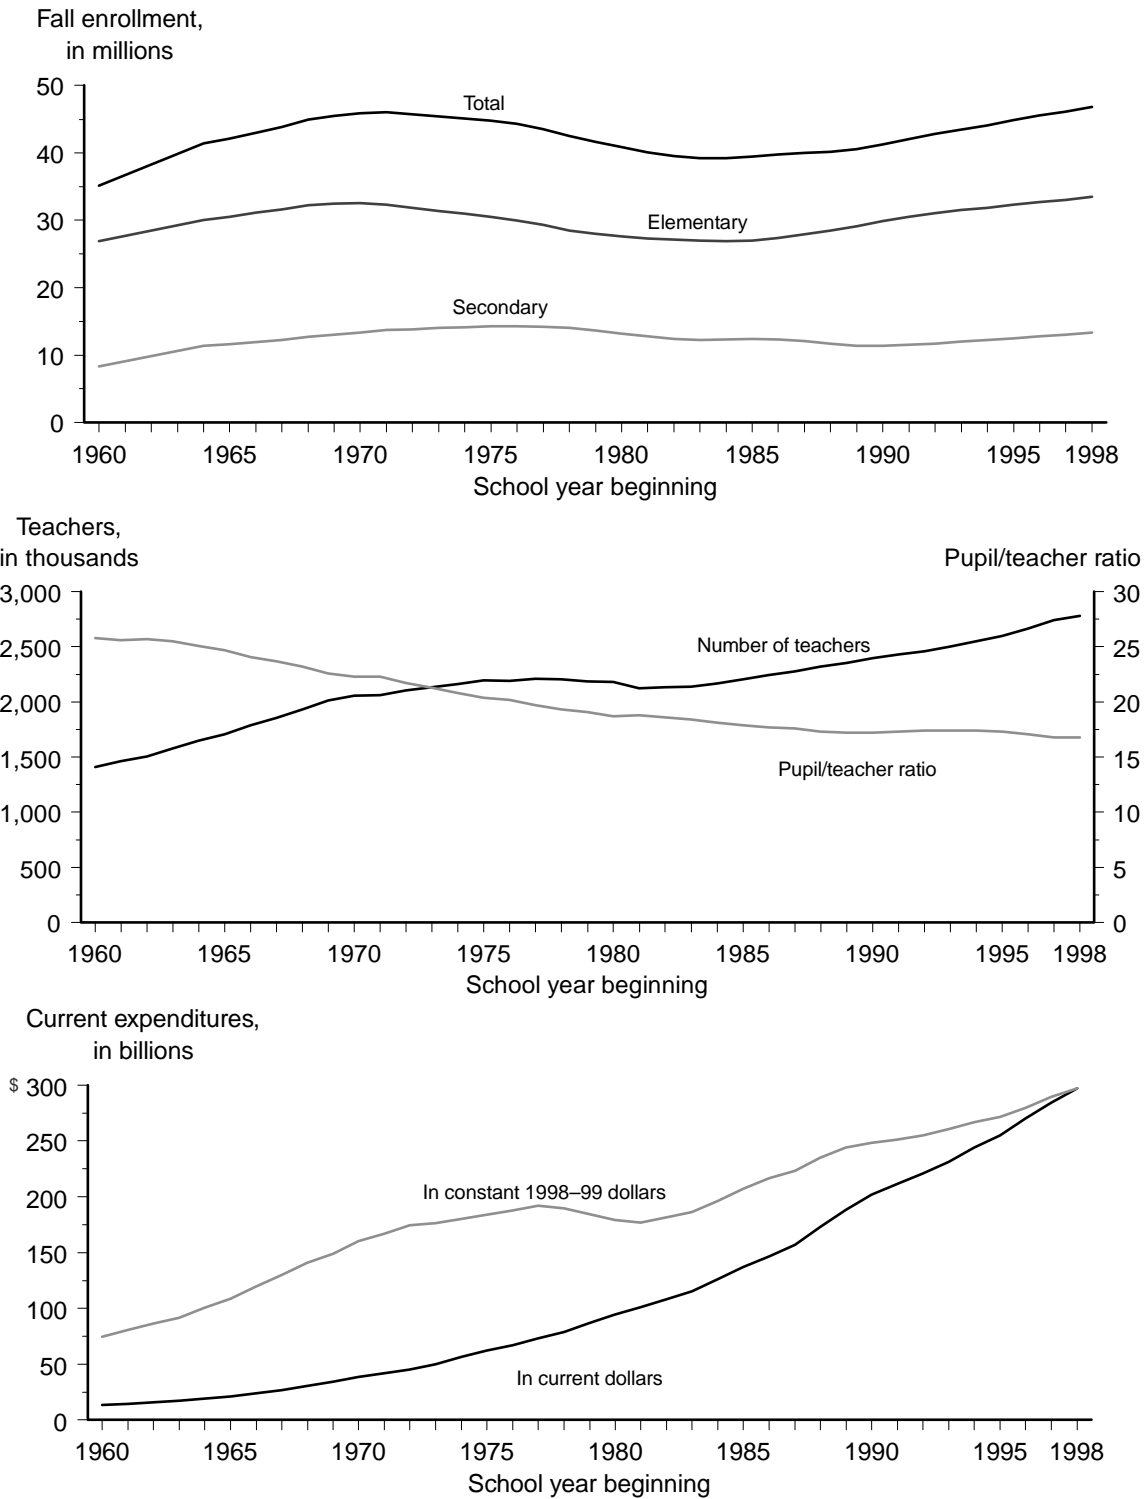 Fall enrollment,
in millions
50
Total
40
30
Elementary
20
Secondary
10
0
1960 1965 1970 1975 1980 1985 1990 1995 1998
School year beginning
Teachers,
in thousands
Pupil/teacher ratio
3,000 30
2,500 Number of teachers 25
2,000 20
1,500 15
Pupil/teacher ratio
1,000 10
500 5
0 0
1960 1965 1970 1975 1980 1985 1990 1995 1998
School year beginning
Current expenditures,
in billions
$ 300
250
200
In constant 1998–99 dollars
150
100
50
In current dollars
0
1960 1965 1970 1975 1980 1985 1990 1995 1998
School year beginning